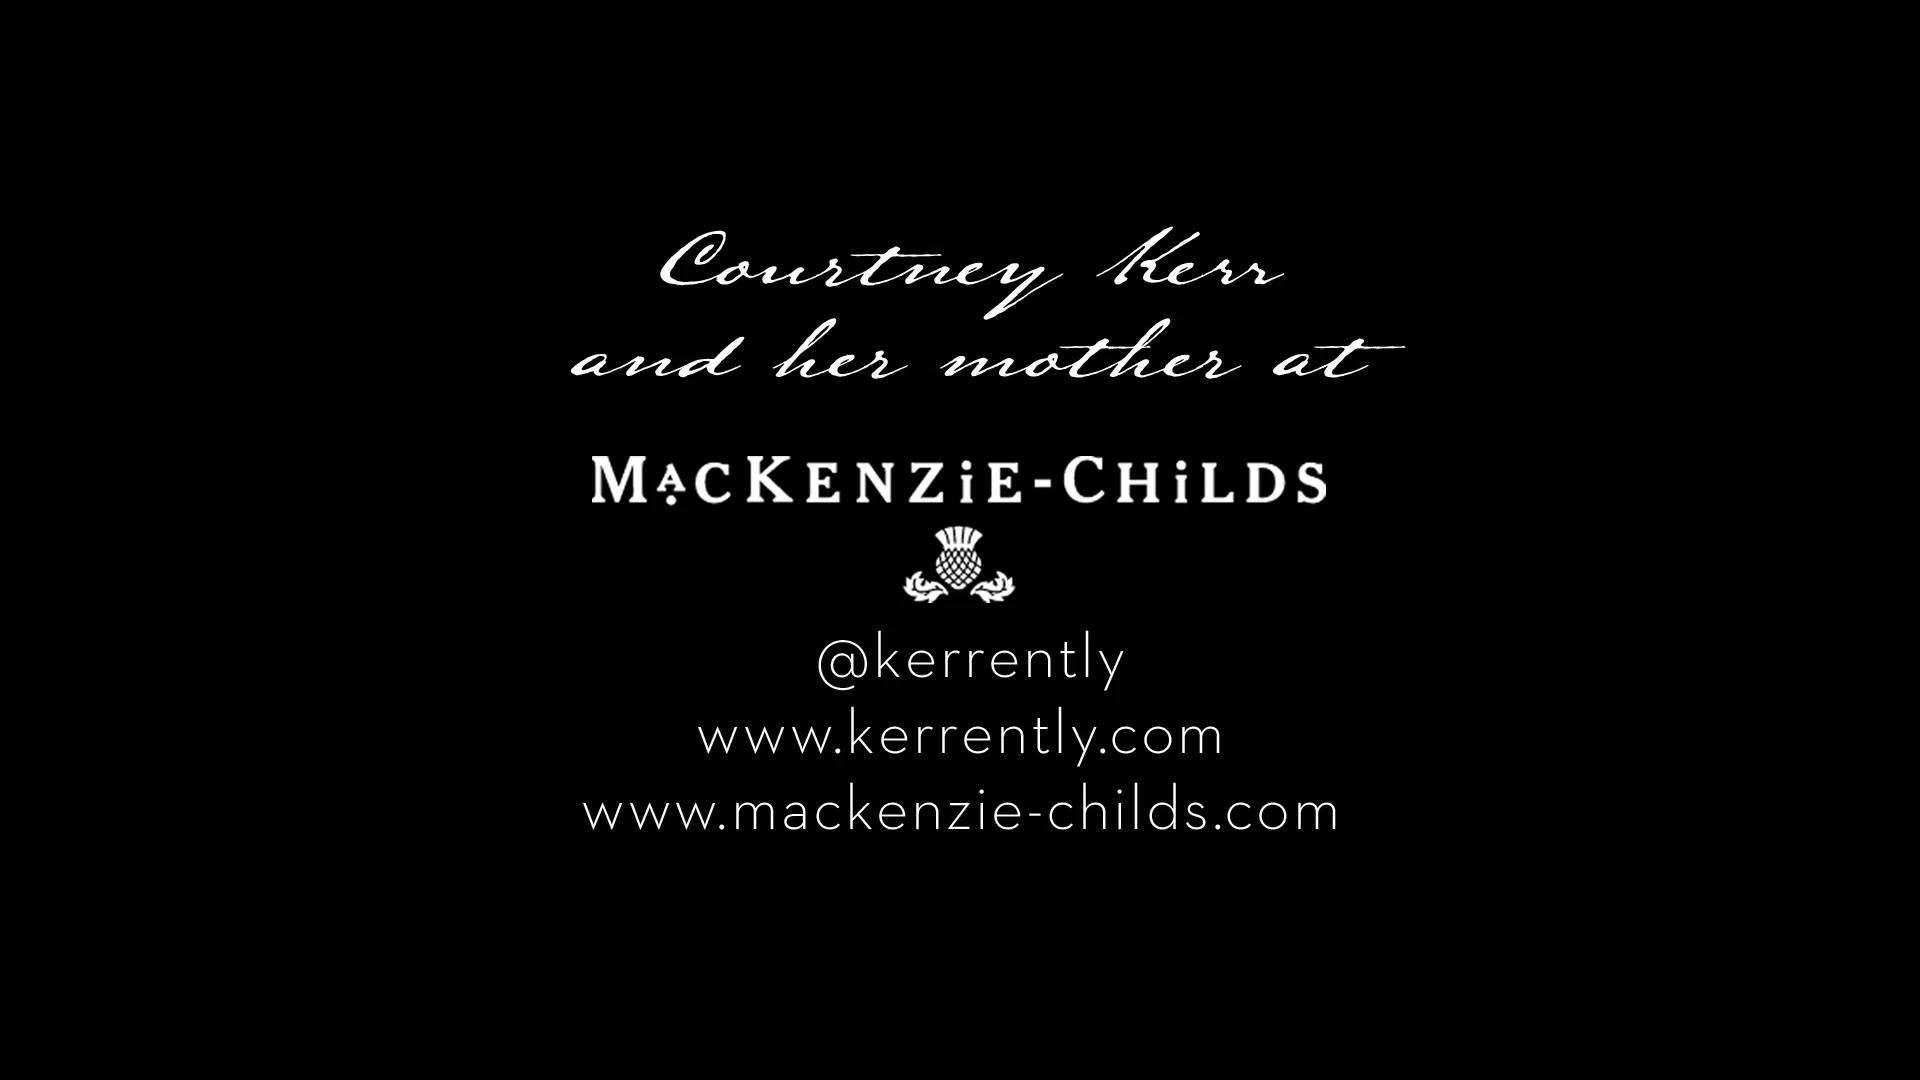 Courtney Kerr
and her mother at
MACKENZiE-CHiLDS
@kerrently
www.kerrently.com
www.mackenzie-childs.com